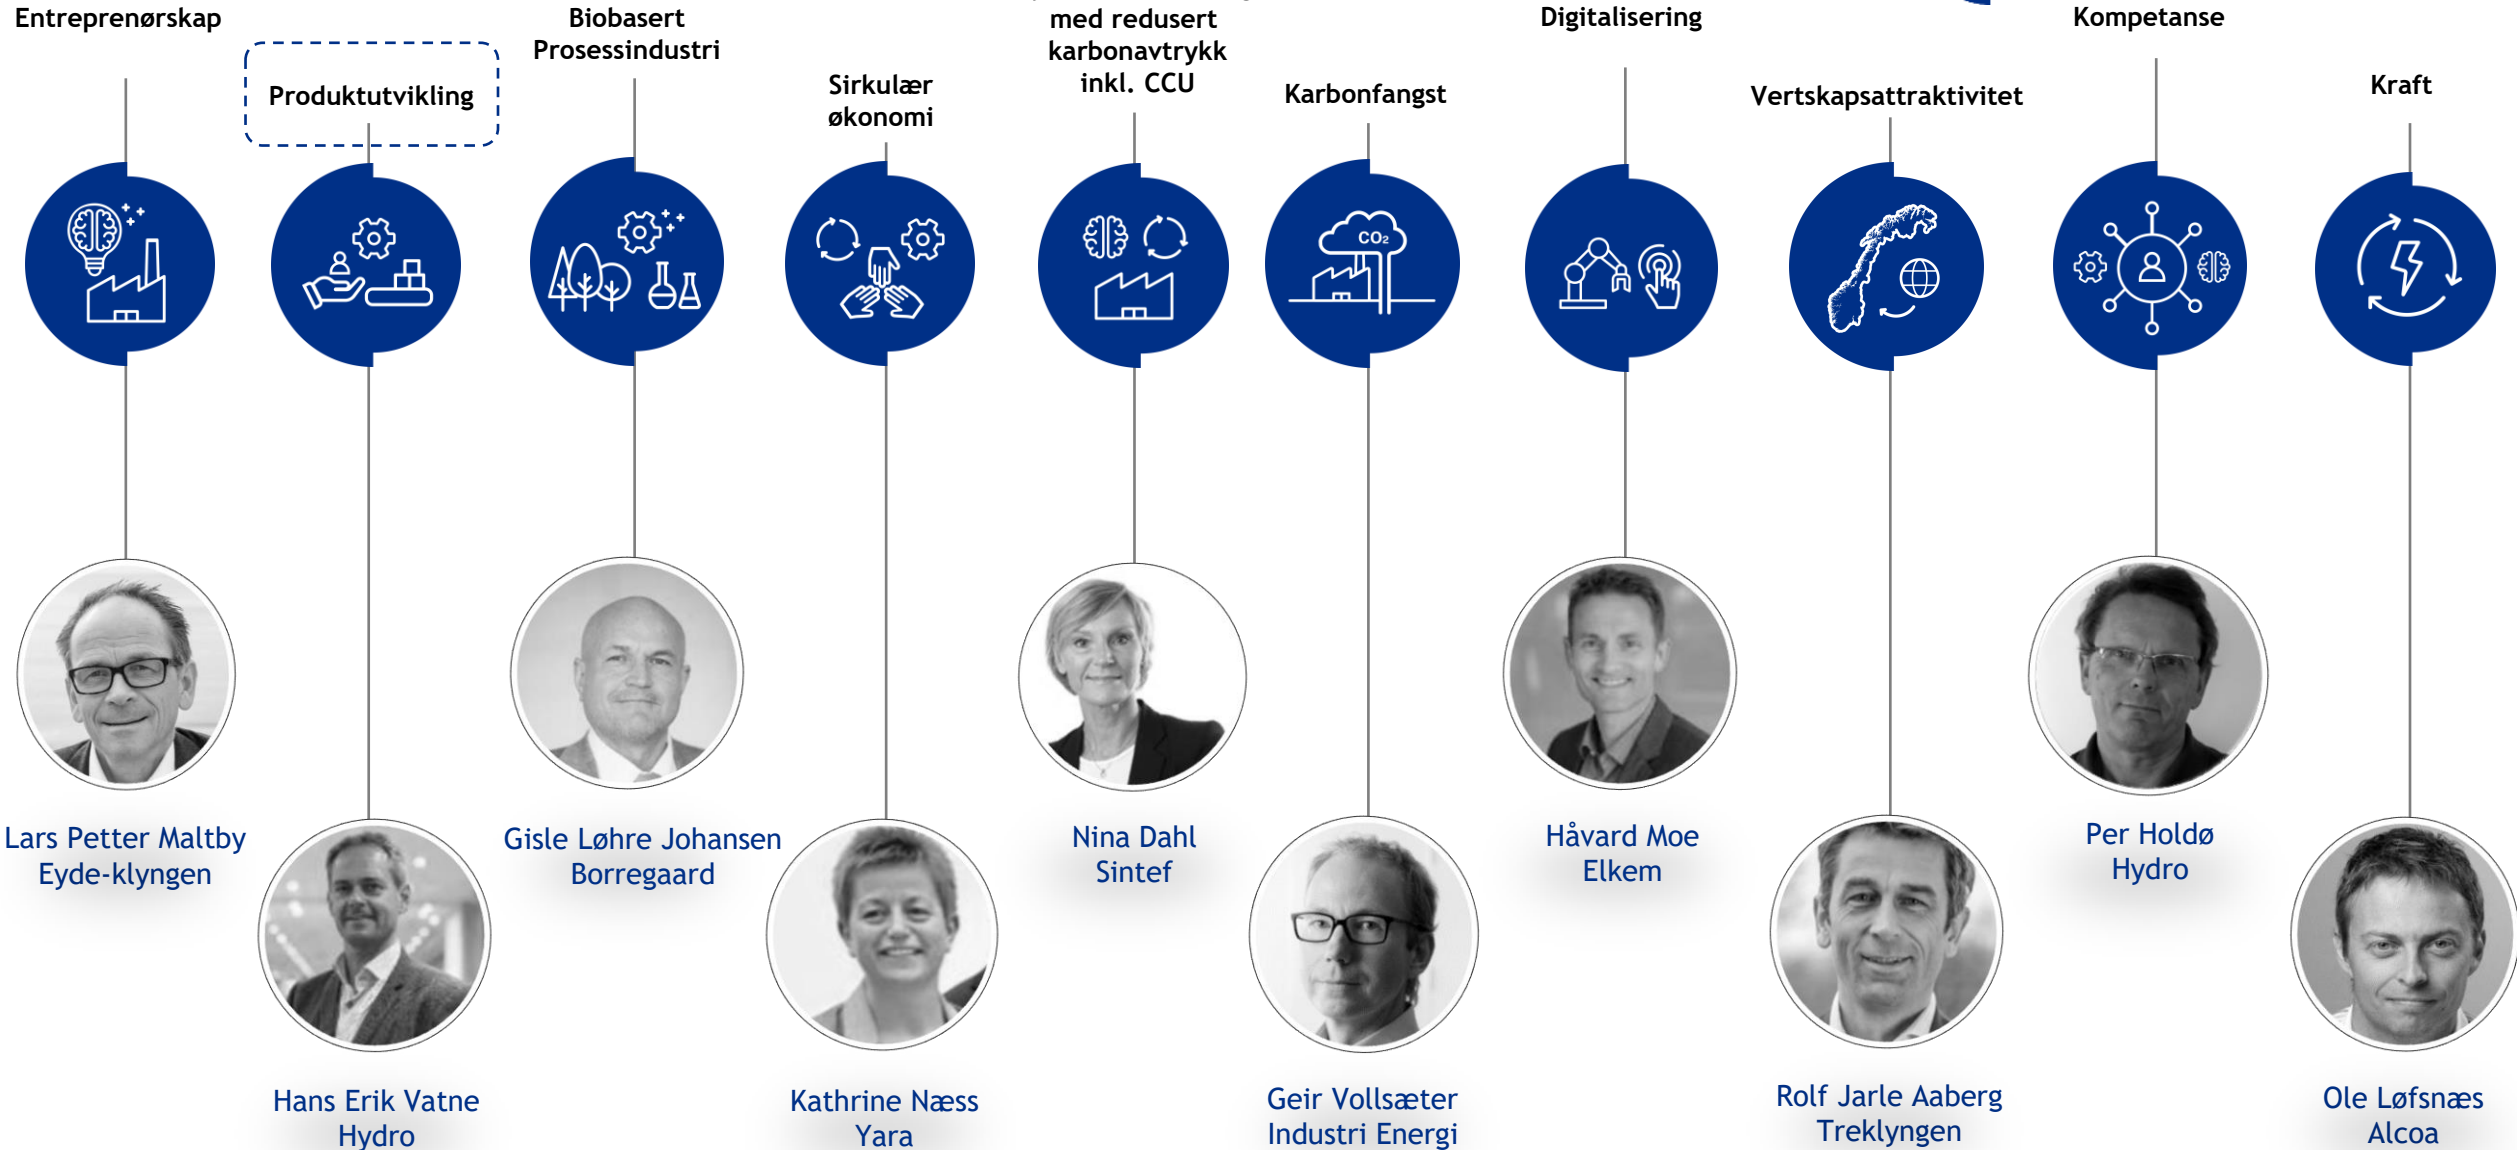 Entreprenørskap
Produktutvikling
Biobasert
Prosessindustri
Sirkulær
økonomi
med redusert
karbonavtrykk
inkl. CCU
Karbonfangst
Digitalisering
Vertskapsattraktivitet
Kompetanse
Kraft
CO₂
Lars Petter Maltby
Eyde-klyngen
Hans Erik Vatne
Hydro
Gisle Løhre Johansen
Borregaard
Kathrine Næss
Yara
Nina Dahl
Sintef
Geir Vollsæter
Industri Energi
Håvard Moe
Elkem
Rolf Jarle Aaberg
Treklyngen
Per Holdø
Hydro
Ole Løfsnæs
Alcoa